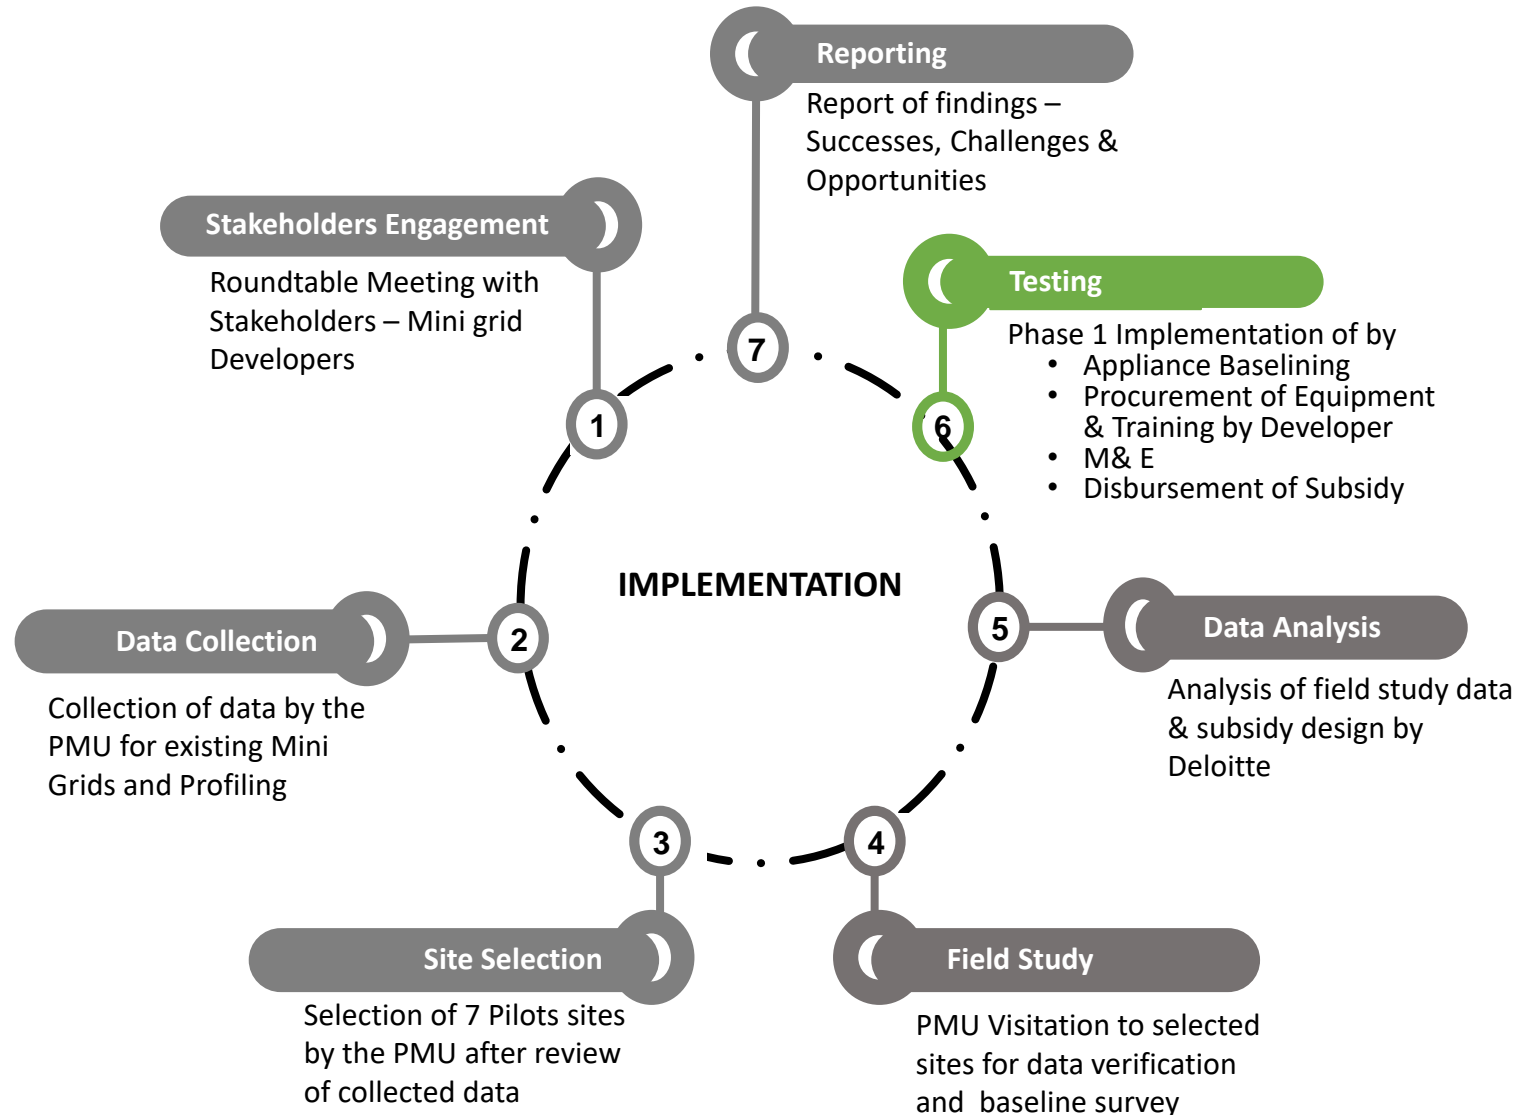 7
Reporting
Report of findings –
Successes, Challenges &
Opportunities
1
Stakeholders Engagement
Roundtable Meeting with
Stakeholders – Mini grid
Developers
6
Testing
Phase 1 Implementation of by
• Appliance Baselining
• Procurement of Equipment
& Training by Developer
• M& E
• Disbursement of Subsidy
IMPLEMENTATION
2
Data Collection
Collection of data by the
PMU for existing Mini
Grids and Profiling
5
Data Analysis
Analysis of field study data
& subsidy design by
Deloitte
3
Site Selection
Selection of 7 Pilots sites
by the PMU after review
of collected data
4
Field Study
PMU Visitation to selected
sites for data verification
and baseline survey